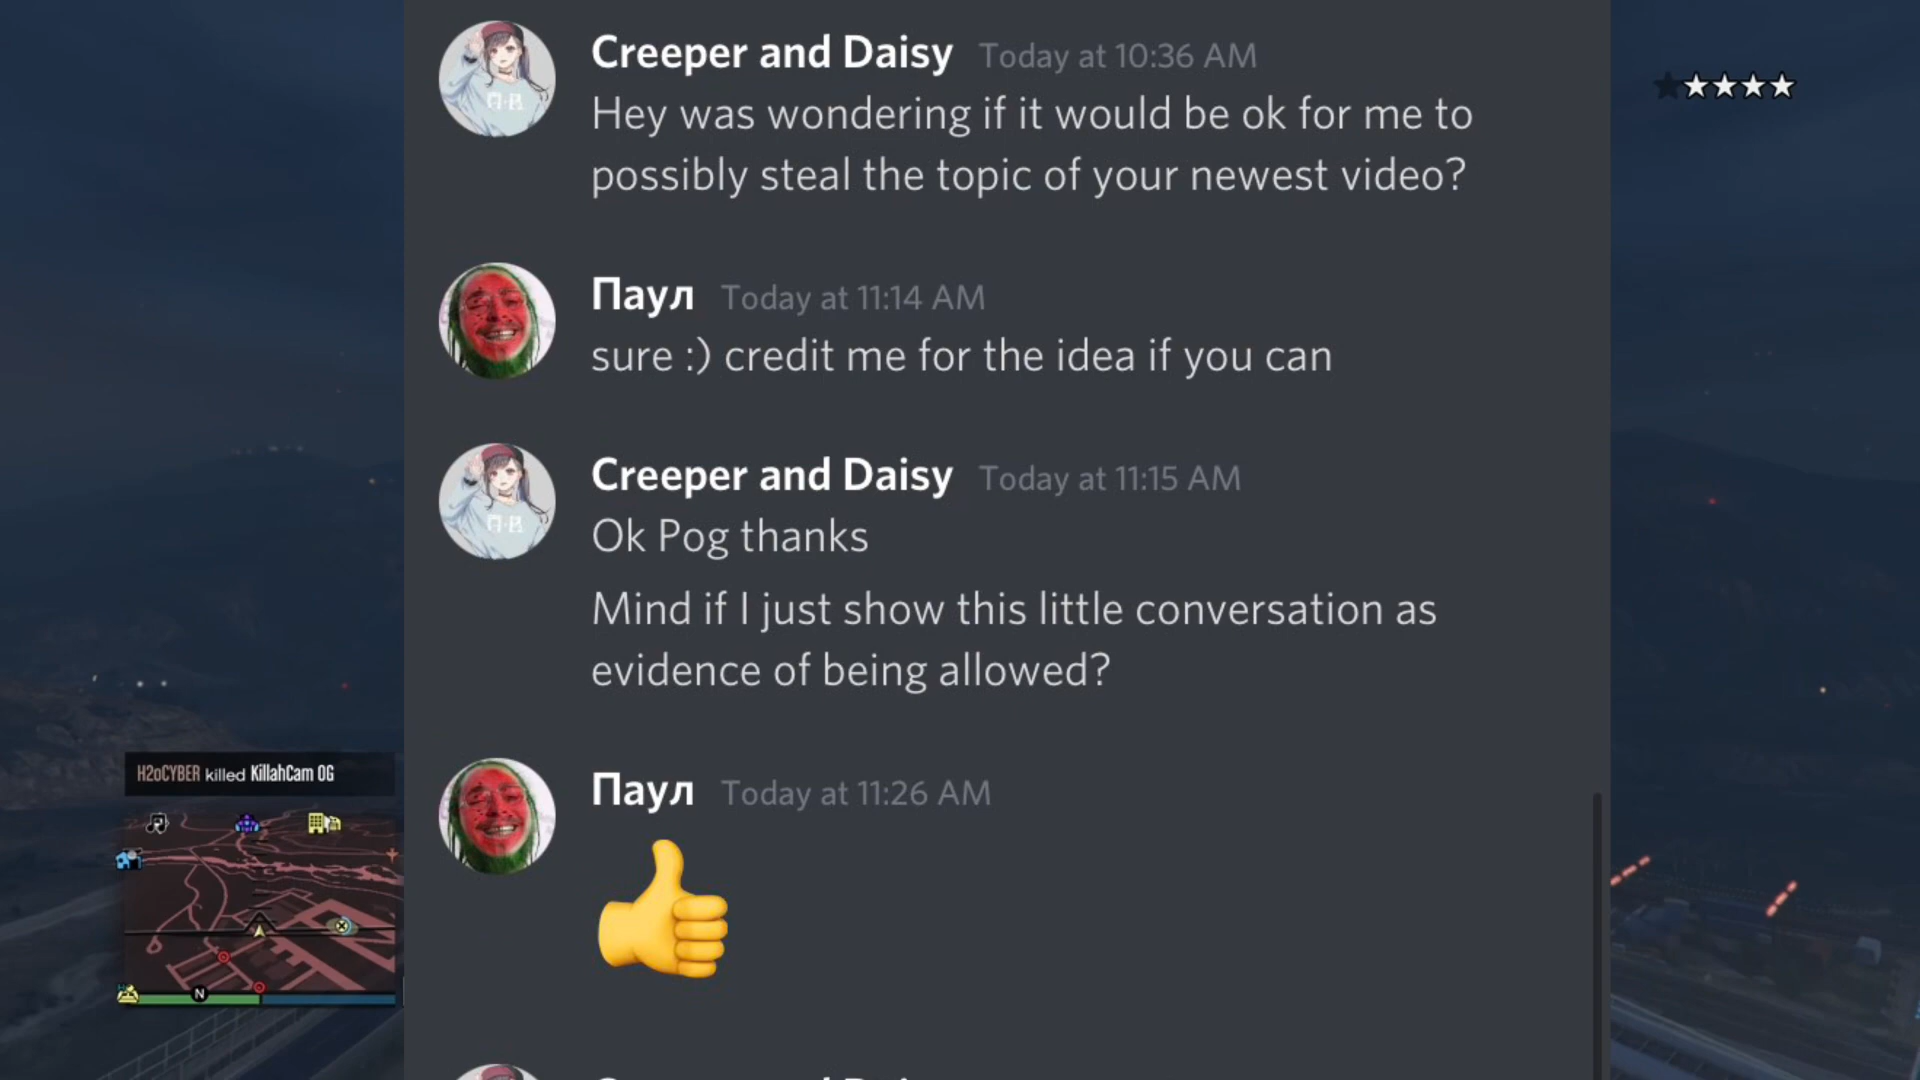 Creeper and Daisy Today at 10:36 AM
Hey was wondering if it would be ok for me to
possibly steal the topic of your newest video?
Паул Today at 11:14 AM
sure :) credit me for the idea if you can
Creeper and Daisy Today at 11:15 AM
Ok Pog thanks
Mind if I just show this little conversation as
evidence of being allowed?
Паул Today at 11:26 AM
H2oCYBER killed KillahCam OG
N